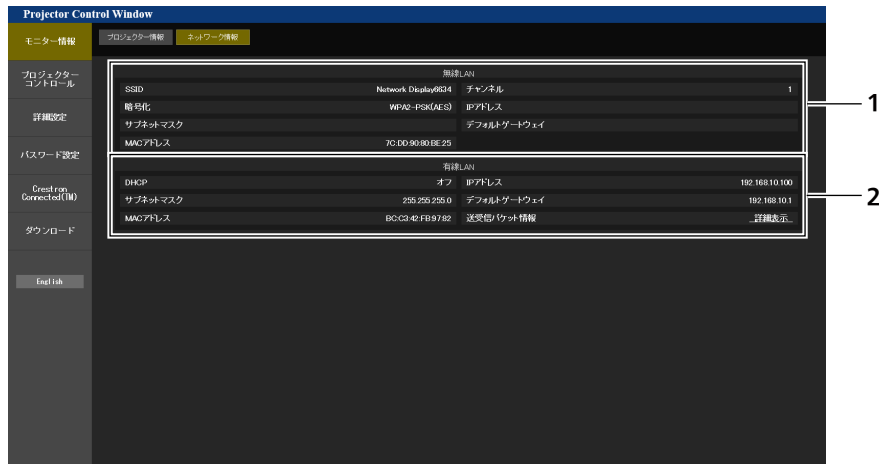 Projector Control Window
モニター情報
プロジェクター情報 ネットワーク情報
プロジェクター
コントロール
詳細設定
パスワード設定
Crestron
Connected(TM)
ダウンロード
English
無線LAN
SSID Network Display6634 チャンネル 1
暗号化 WPA2-PSK(AES) IPアドレス
サブネットマスク デフォルトゲートウェイ
MACアドレス 7C:DD:90:80:BE:25
有線LAN
DHCP オフ IPアドレス 192.168.10.100
サブネットマスク 255.255.255.0 デフォルトゲートウェイ 192.168.10.1
MACアドレス BC:C3:42:FB:97:82 送受信パケット情報 詳細表示
1
2